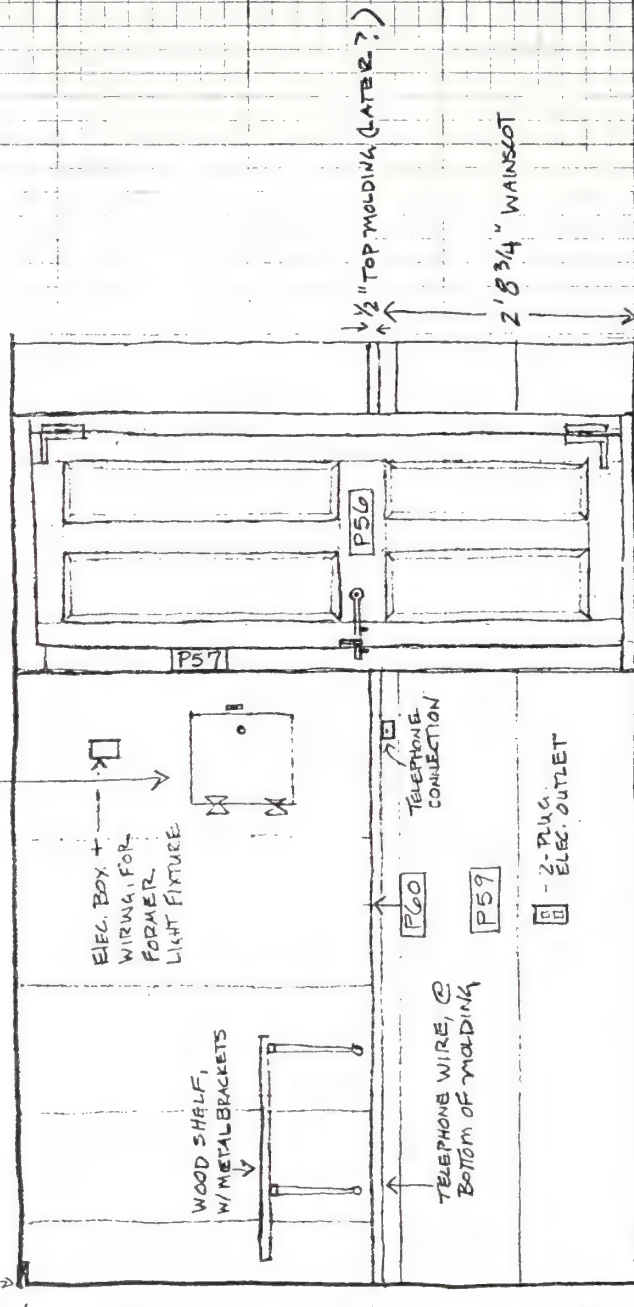 ELEC. BOX +
WIRING, FOR
FORMER
LIGHT FIXTURE
P57
P56
WOOD SHELF,
W/ METAL BRACKETS
1/2" TOP MOLDING (LATER?)
2' 8 3/4" WAINSCOT
TELEPHONE
CONNECTION
P60
P59
TELEPHONE WIRE, @
BOTTOM OF MOLDING
- 2-PLUG
ELEC. OUTLET